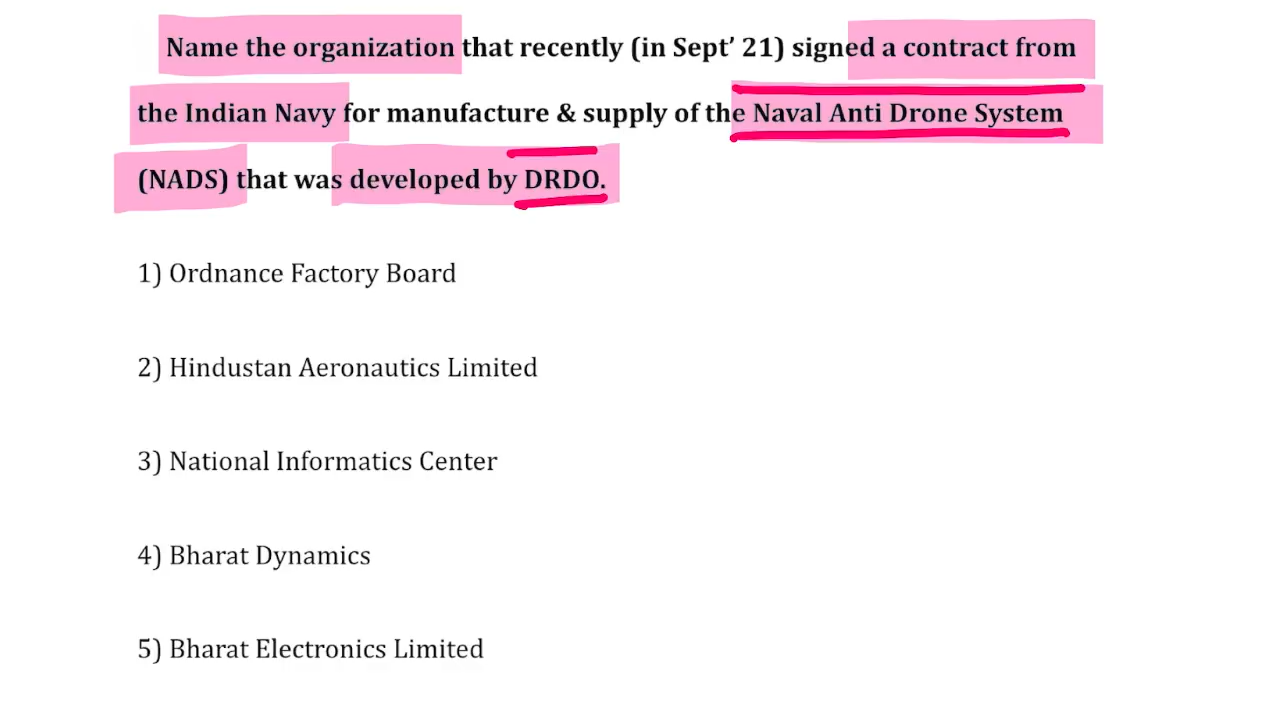 Name the organization that recently (in Sept’ 21) signed a contract from
the Indian Navy for manufacture & supply of the Naval Anti Drone System
(NADS) that was developed by DRDO.
1) Ordnance Factory Board
2) Hindustan Aeronautics Limited
3) National Informatics Center
4) Bharat Dynamics
5) Bharat Electronics Limited